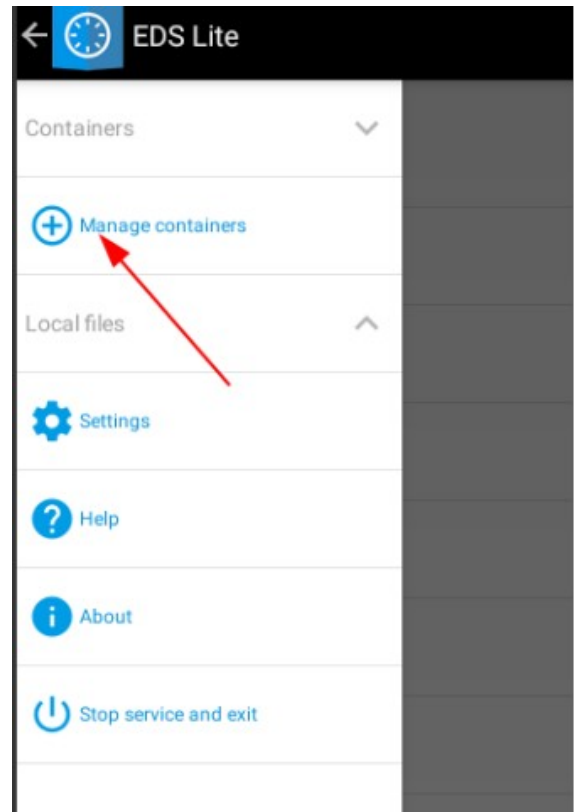 EDS Lite
Containers
Manage containers
Local files
Settings
Help
About
Stop service and exit